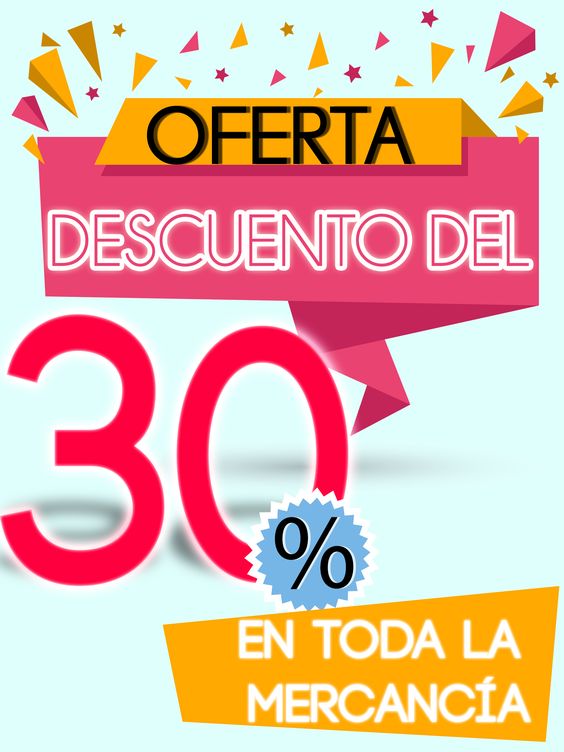 OFERTA
DESCUENTO DEL
30
%
EN TODA LA
MERCANCÍA